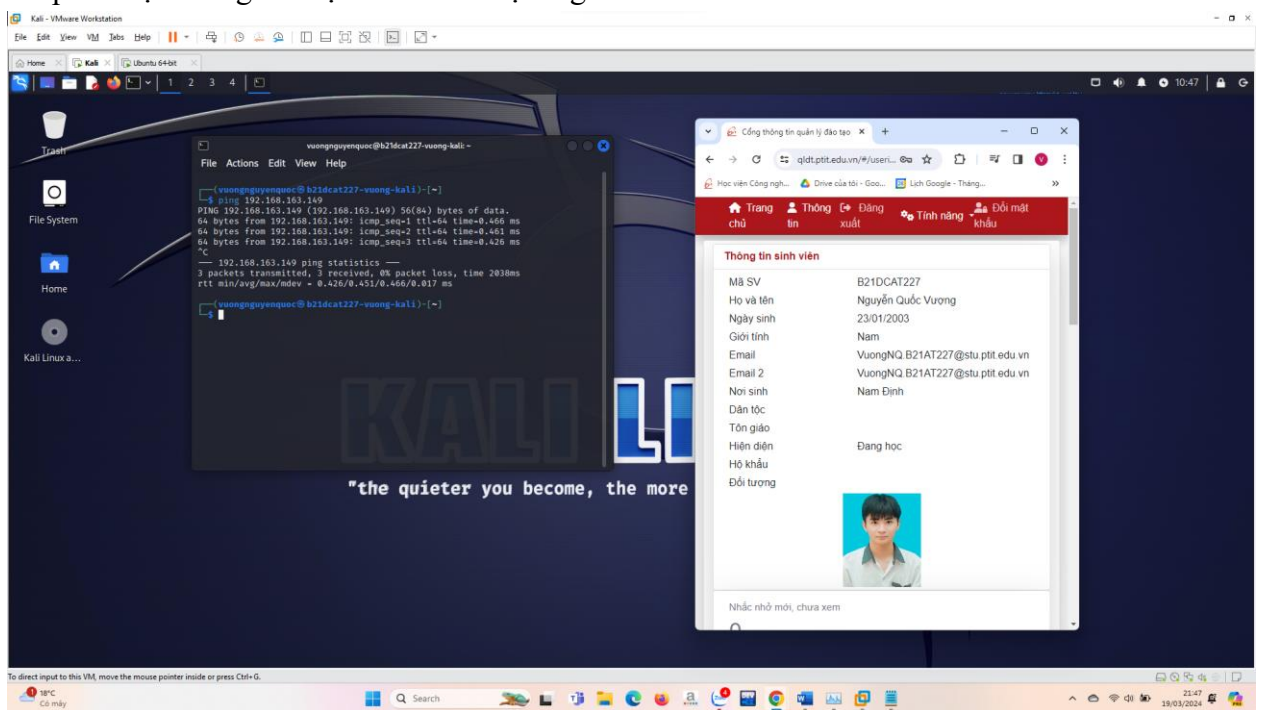 Kali - VMware Workstation
File Edit View VM Tabs Help
Home Kali Ubuntu 64-bit
1 2 3 4 10:47
Trash
File System
Home
Kali Linux a...
vuongnguyenquoc@b21dcat227-vuong-kali: ~
File Actions Edit View Help
(vuongnguyenquoc㉿b21dcat227-vuong-kali)-[~]
$ ping 192.168.163.149
PING 192.168.163.149 (192.168.163.149) 56(84) bytes of data.
64 bytes from 192.168.163.149: icmp_seq=1 ttl=64 time=0.466 ms
64 bytes from 192.168.163.149: icmp_seq=2 ttl=64 time=0.461 ms
64 bytes from 192.168.163.149: icmp_seq=3 ttl=64 time=0.426 ms
^C
— 192.168.163.149 ping statistics —
3 packets transmitted, 3 received, 0% packet loss, time 2038ms
rtt min/avg/max/mdev = 0.426/0.451/0.466/0.017 ms
(vuongnguyenquoc㉿b21dcat227-vuong-kali)-[~]
$
KALI LI
"the quieter you become, the more
Cổng thông tin quản lý đào tạo
qldt.ptit.edu.vn/#/useri...
Học viện Công ngh... Drive của tôi - Goo... Lịch Google - Tháng... »
Trang chủ
Thông tin
Đăng xuất
Tính năng
Đổi mật khẩu
Thông tin sinh viên
Mã SV B21DCAT227
Họ và tên Nguyễn Quốc Vượng
Ngày sinh 23/01/2003
Giới tính Nam
Email VuongNQ.B21AT227@stu.ptit.edu.vn
Email 2 VuongNQ.B21AT227@stu.ptit.edu.vn
Nơi sinh Nam Định
Dân tộc
Tôn giáo
Hiện diện Đang học
Hộ khẩu
Đối tượng
Nhắc nhở mới, chưa xem
To direct input to this VM, move the mouse pointer inside or press Ctrl+G.
18°C
Có mây
Search
21:47
19/03/2024